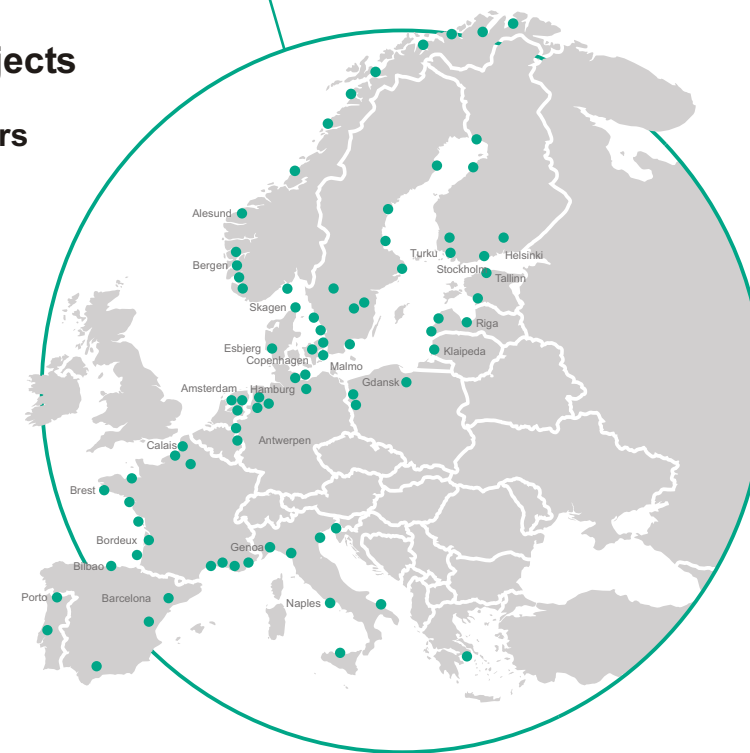 jects
rs
Alesund
Bergen
Turku
Helsinki
Stockholm
Tallinn
Skagen
Riga
Esbjerg
Klaipeda
Copenhagen
Malmo
Gdansk
Amsterdam
Hamburg
Calais
Antwerpen
Brest
Bordeux
Genoa
Bilbao
Porto
Barcelona
Naples